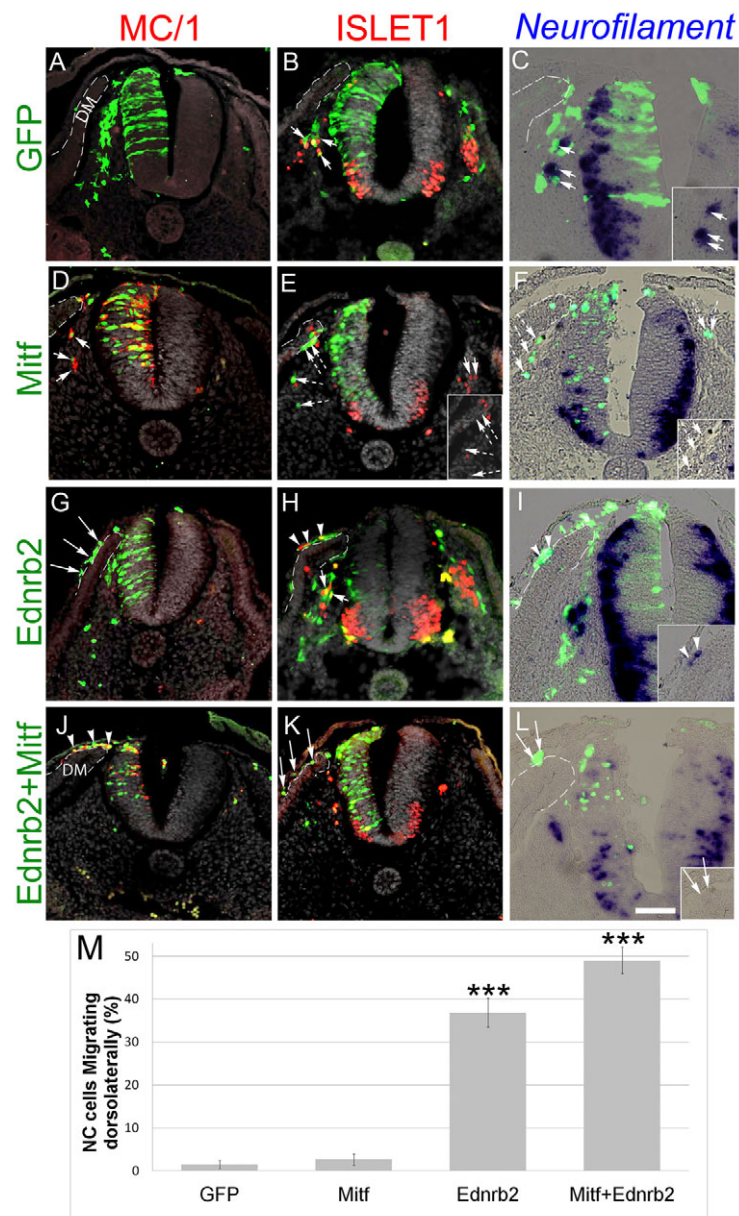 MC/1 ISLET1 Neurofilament
GFP
A
DM
B
C
Mitf
D
E
F
Ednrb2
G
H
I
Ednrb2+Mitf
J
DM
K
L
M
NC cells Migrating
dorsolaterally (%)
50
40
30
20
10
0
***
***
GFP Mitf Ednrb2 Mitf+Ednrb2